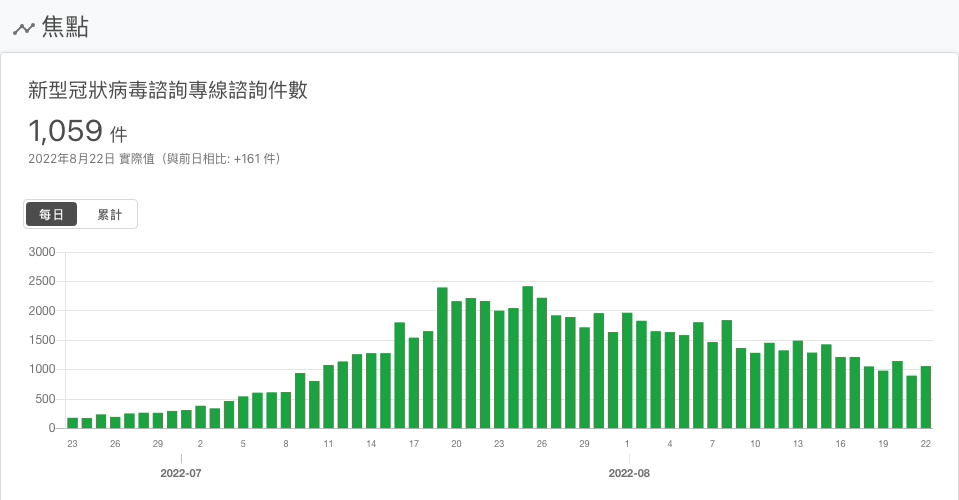 焦點
新型冠狀病毒諮詢專線諮詢件數
1,059 件
2022年8月22日 實際值（與前日相比: +161 件）
每日 累計
3000
2500
2000
1500
1000
500
0
23 26 29 2 5 8 11 14 17 20 23 26 29 1 4 7 10 13 16 19 22
2022-07 2022-08